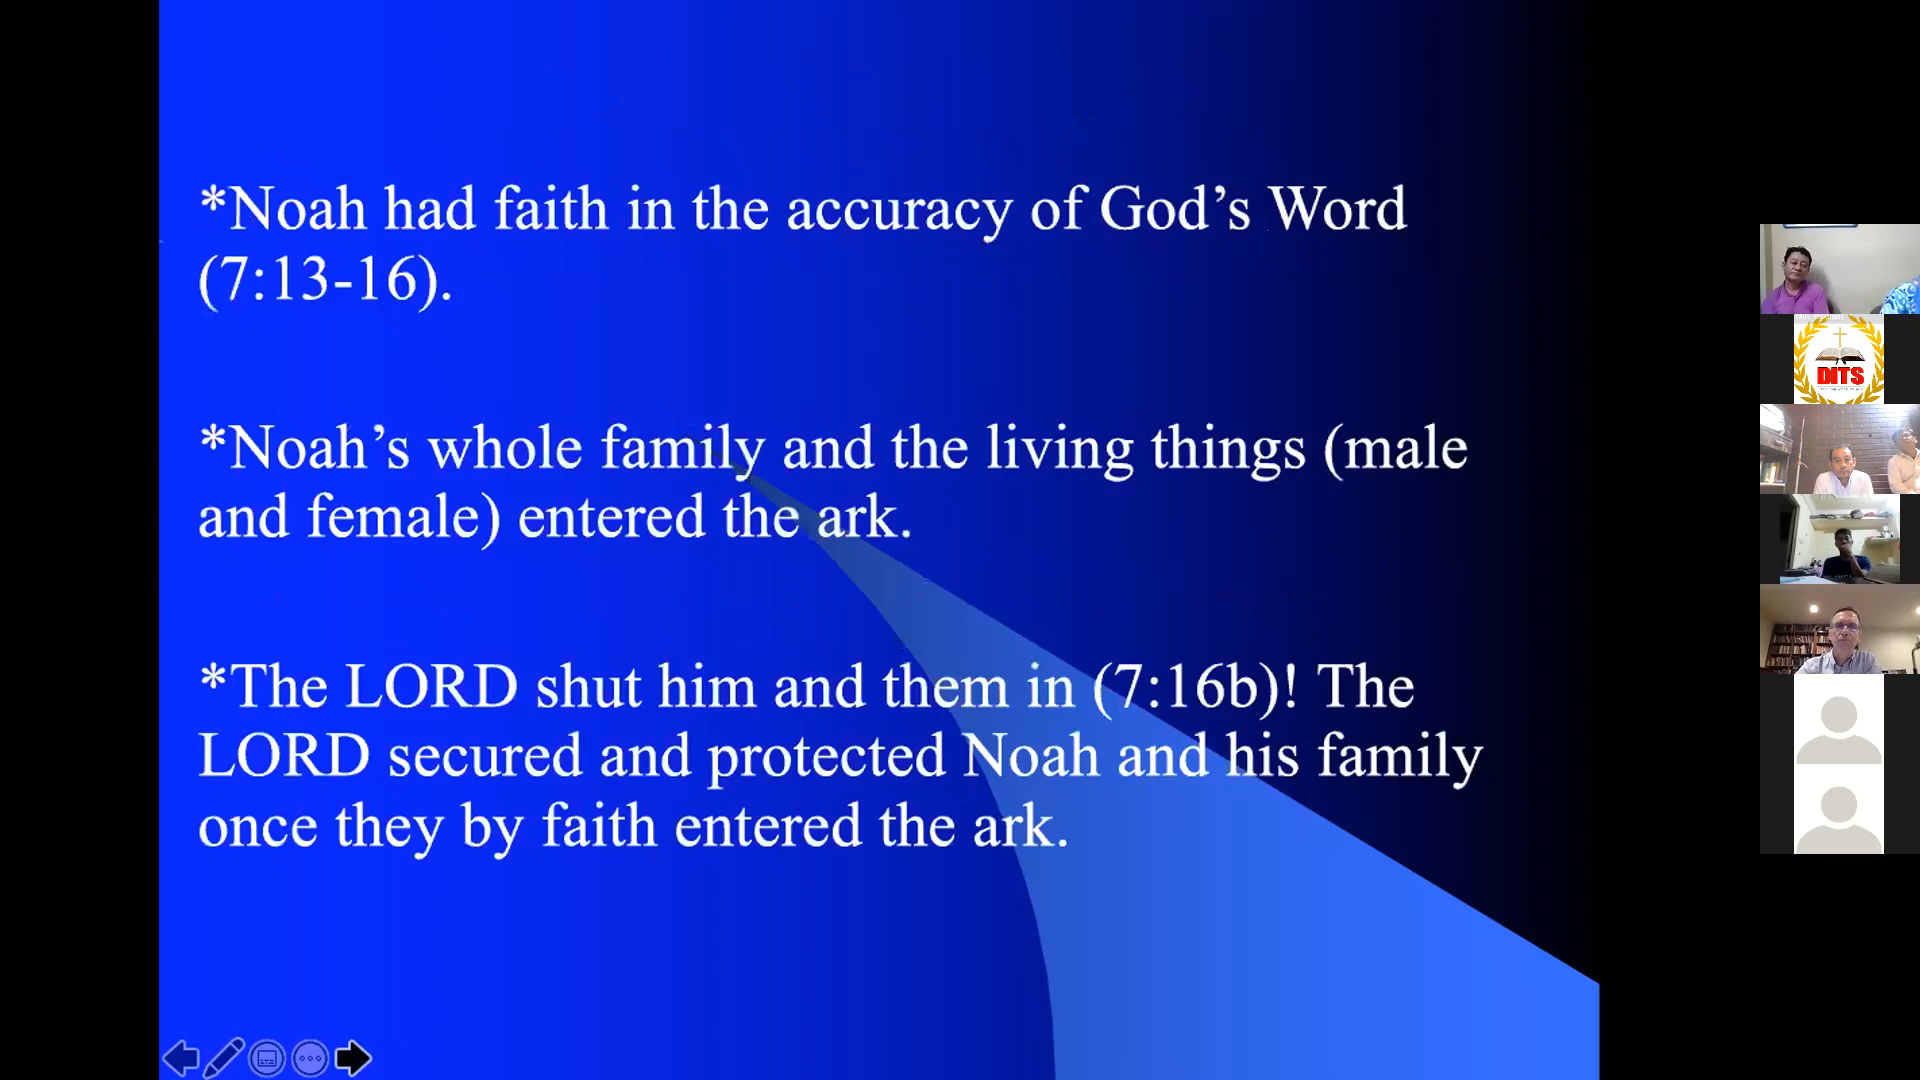 *Noah had faith in the accuracy of God’s Word
(7:13-16).
*Noah’s whole family and the living things (male
and female) entered the ark.
*The LORD shut him and them in (7:16b)! The
LORD secured and protected Noah and his family
once they by faith entered the ark.
DITS